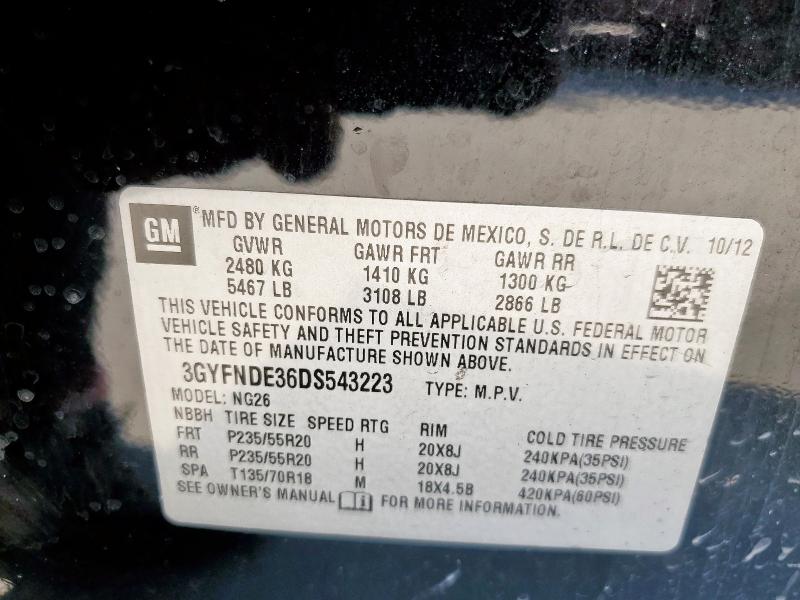 GM ® MFD BY GENERAL MOTORS DE MEXICO, S. DE R.L. DE C.V. 10/12
GVWR GAWR FRT GAWR RR
2480 KG 1410 KG 1300 KG
5467 LB 3108 LB 2866 LB
THIS VEHICLE CONFORMS TO ALL APPLICABLE U.S. FEDERAL MOTOR
VEHICLE SAFETY AND THEFT PREVENTION STANDARDS IN EFFECT ON
THE DATE OF MANUFACTURE SHOWN ABOVE.
3GYFNDE36DS543223 TYPE: M.P.V.
MODEL: NG26
NBBH TIRE SIZE SPEED RTG RIM COLD TIRE PRESSURE
FRT P235/55R20 H 20X8J 240KPA(35PSI)
RR P235/55R20 H 20X8J 240KPA(35PSI)
SPA T135/70R18 M 18X4.5B 420KPA(60PSI)
SEE OWNER'S MANUAL FOR MORE INFORMATION.